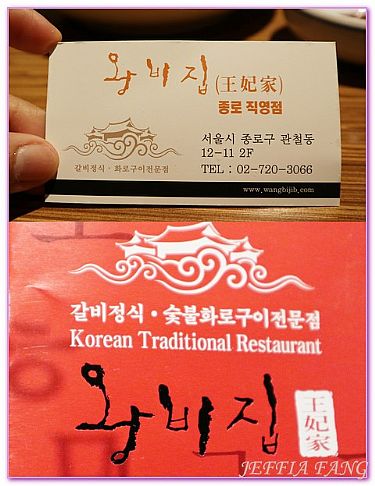 왕비집 (王妃家)
종로 직영점
서울시 종로구 관철동
12-11 2F
TEL : 02-720-3066
갈비정식 · 화로구이전문점
www.wangbijib.com
갈비정식 · 숯불화로구이전문점
Korean Traditional Restaurant
왕비집 王妃家
JEFFIA FANG